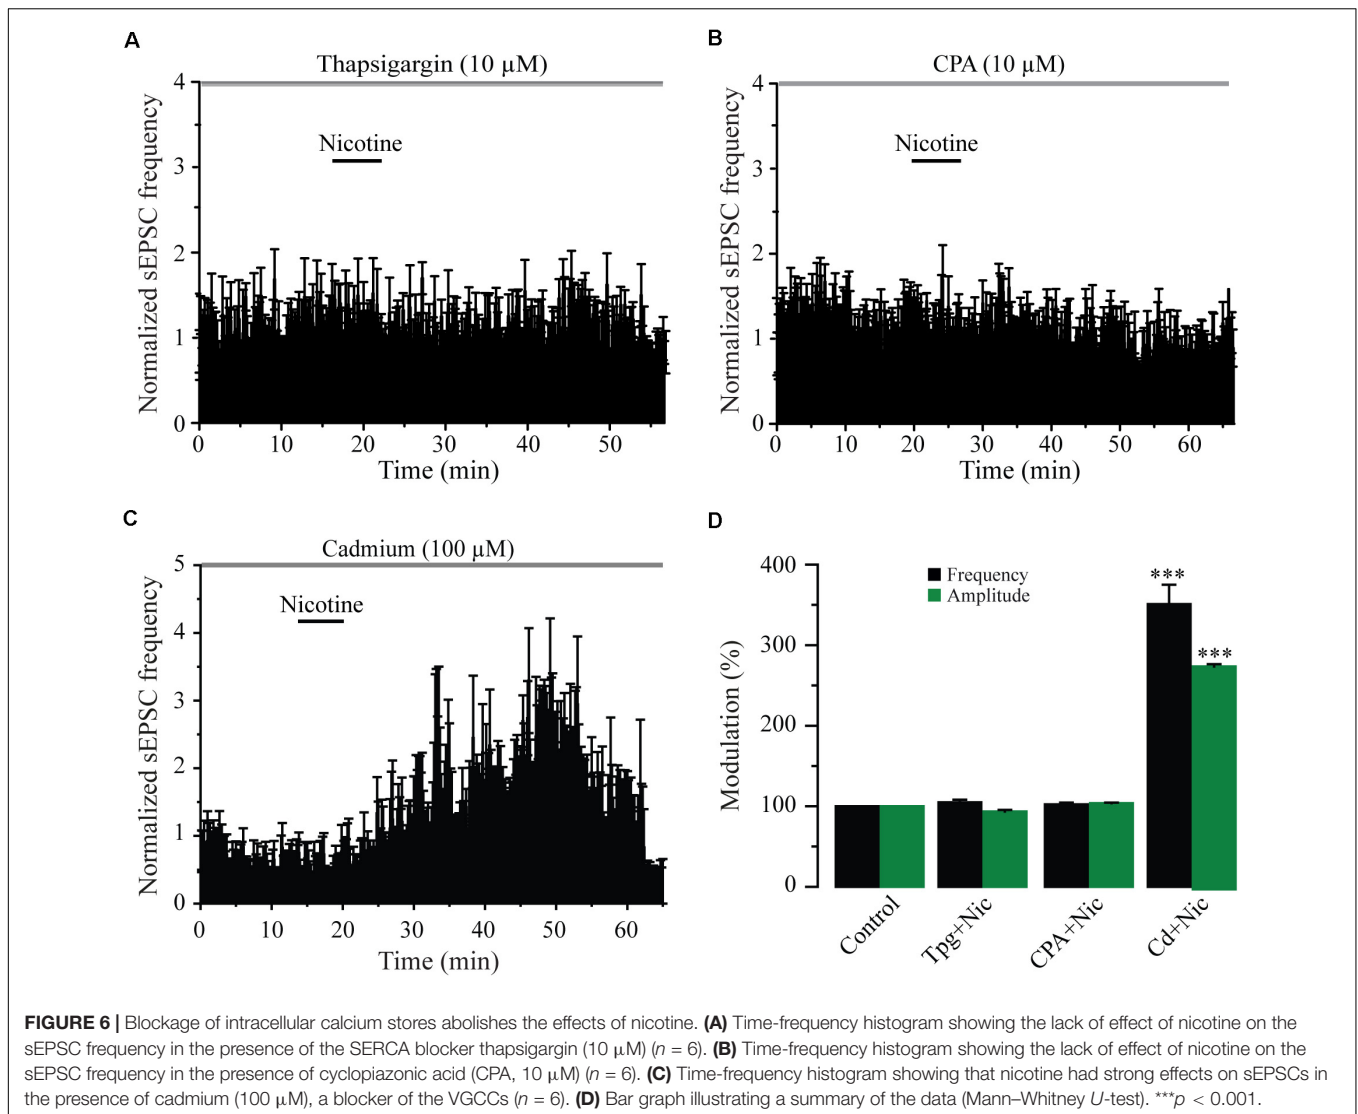 A
Thapsigargin (10 µM)
Nicotine
Normalized sEPSC frequency
4
3
2
1
0
0 10 20 30 40 50
Time (min)
B
CPA (10 µM)
Nicotine
Normalized sEPSC frequency
4
3
2
1
0
0 10 20 30 40 50 60
Time (min)
C
Cadmium (100 µM)
Nicotine
Normalized sEPSC frequency
5
4
3
2
1
0
0 10 20 30 40 50 60
Time (min)
D
Frequency
Amplitude
***
***
Modulation (%)
400
300
200
100
0
Control
Tpg+Nic
CPA+Nic
Cd+Nic
FIGURE 6 | Blockage of intracellular calcium stores abolishes the effects of nicotine. (A) Time-frequency histogram showing the lack of effect of nicotine on the
sEPSC frequency in the presence of the SERCA blocker thapsigargin (10 µM) (n = 6). (B) Time-frequency histogram showing the lack of effect of nicotine on the
sEPSC frequency in the presence of cyclopiazonic acid (CPA, 10 µM) (n = 6). (C) Time-frequency histogram showing that nicotine had strong effects on sEPSCs in
the presence of cadmium (100 µM), a blocker of the VGCCs (n = 6). (D) Bar graph illustrating a summary of the data (Mann–Whitney U-test). ***p < 0.001.